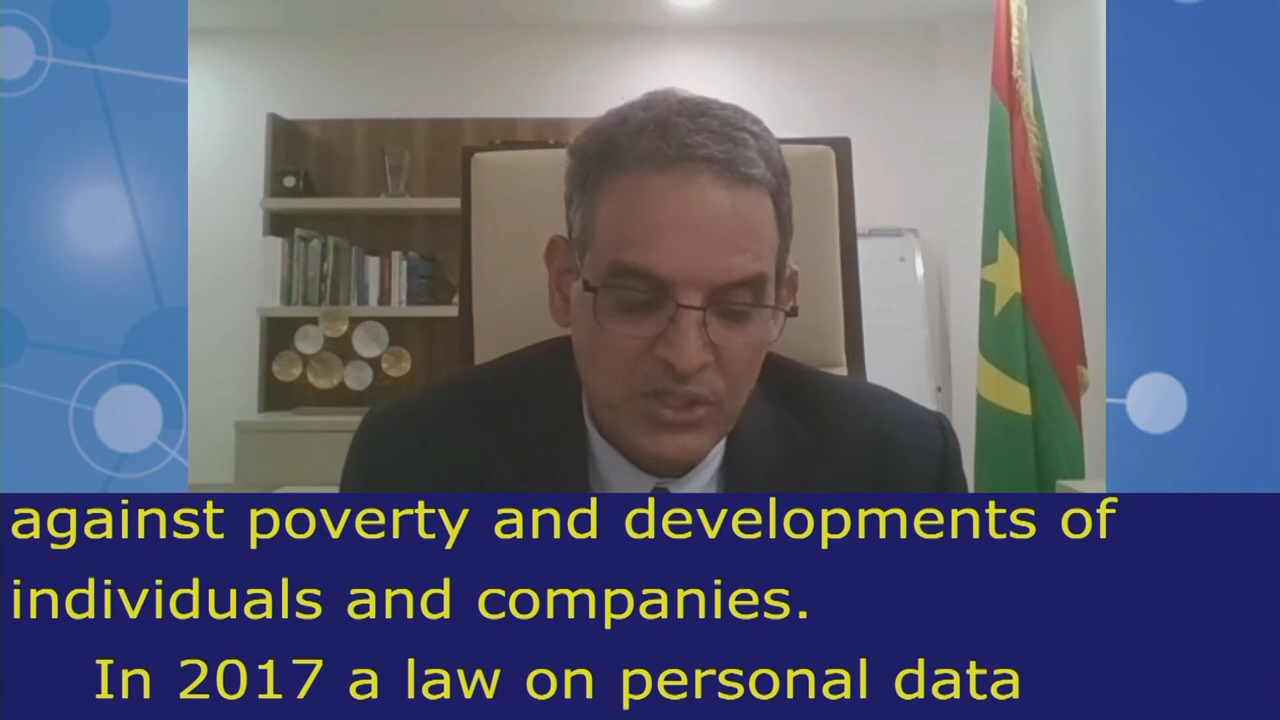 against poverty and developments of
individuals and companies.
In 2017 a law on personal data